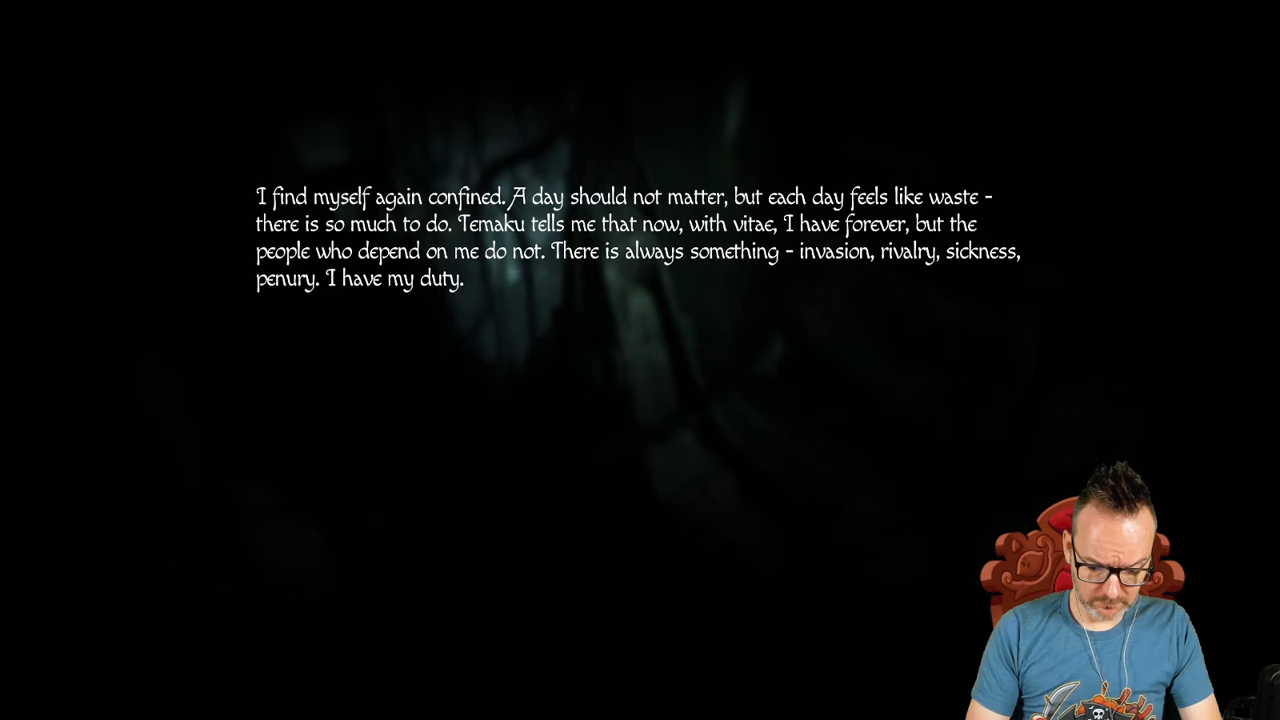 I find myself again confined. A day should not matter, but each day feels like waste -
there is so much to do. Temaku tells me that now, with vitae, I have forever, but the
people who depend on me do not. There is always something - invasion, rivalry, sickness,
penury. I have my duty.